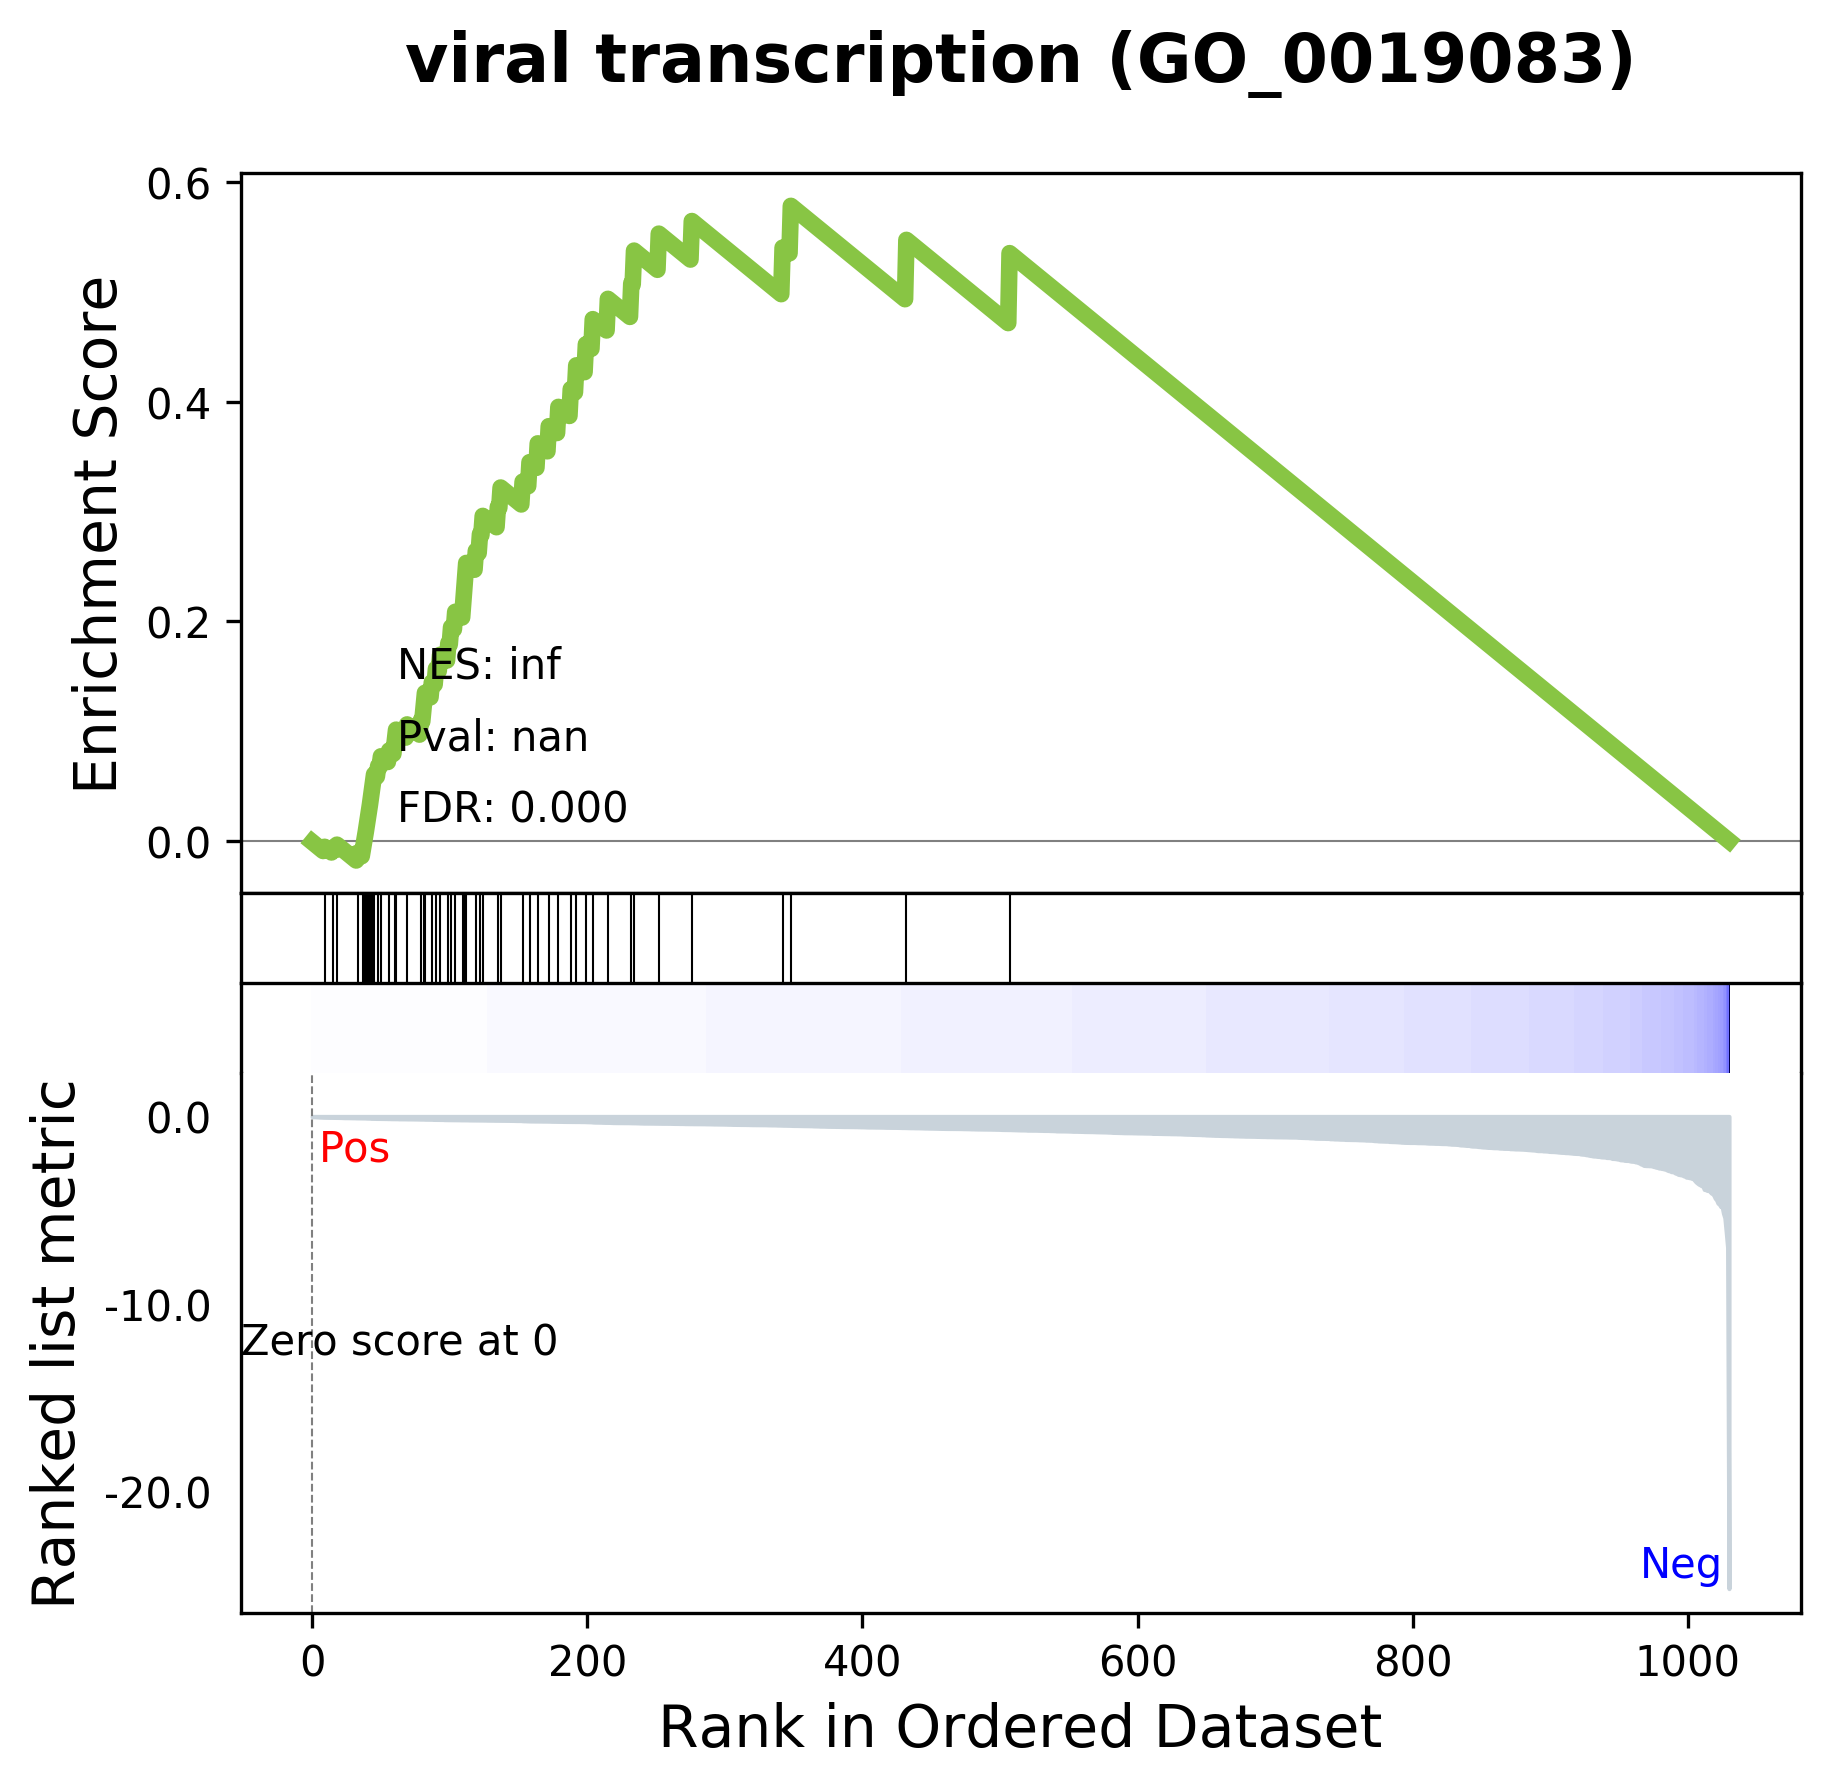 viral transcription (GO_0019083)
Enrichment Score
0.6
0.4
0.2
0.0
NES: inf
Pval: nan
FDR: 0.000
Ranked list metric
0.0
-10.0
-20.0
Pos
Zero score at 0
Neg
0 200 400 600 800 1000
Rank in Ordered Dataset